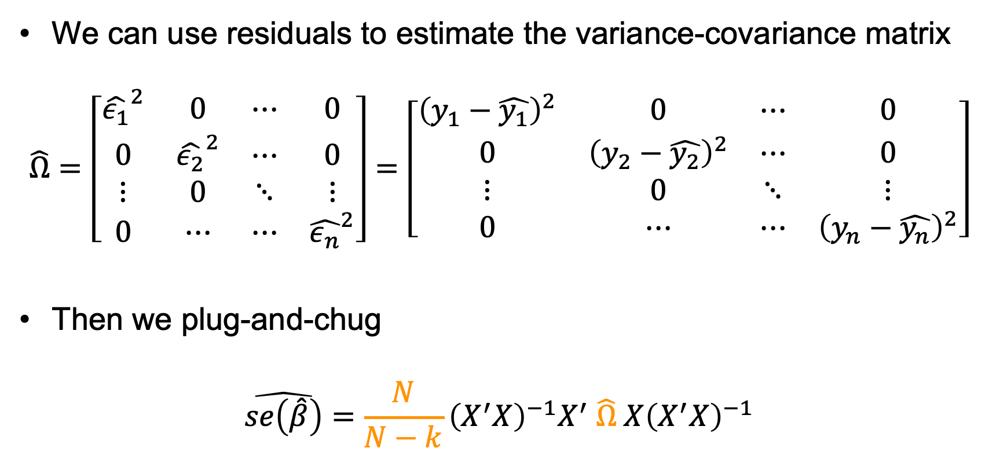 • We can use residuals to estimate the variance-covariance matrix
$\widehat{\Omega} = \begin{bmatrix} \widehat{\epsilon_1}^2 & 0 & \cdots & 0 \\ 0 & \widehat{\epsilon_2}^2 & \cdots & 0 \\ \vdots & 0 & \ddots & \vdots \\ 0 & \cdots & \cdots & \widehat{\epsilon_n}^2 \end{bmatrix} = \begin{bmatrix} (y_1 - \widehat{y_1})^2 & 0 & \cdots & 0 \\ 0 & (y_2 - \widehat{y_2})^2 & \cdots & 0 \\ \vdots & 0 & \ddots & \vdots \\ 0 & \cdots & \cdots & (y_n - \widehat{y_n})^2 \end{bmatrix}$
• Then we plug-and-chug
$\widehat{se(\hat{\beta})} = \frac{N}{N - k} (X'X)^{-1} X' \, \widehat{\Omega} \, X (X'X)^{-1}$